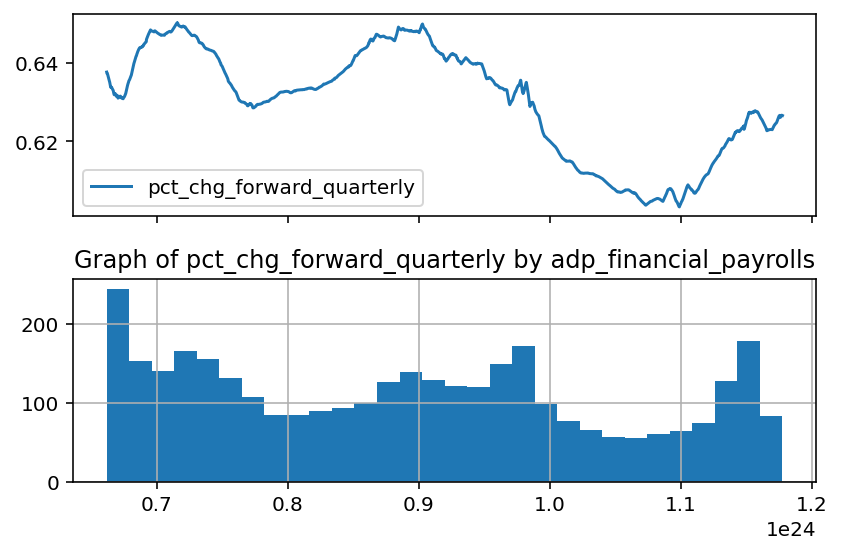 0.64
0.62
pct_chg_forward_quarterly
Graph of pct_chg_forward_quarterly by adp_financial_payrolls
200
100
0
0.7 0.8 0.9 1.0 1.1 1.2
1e24